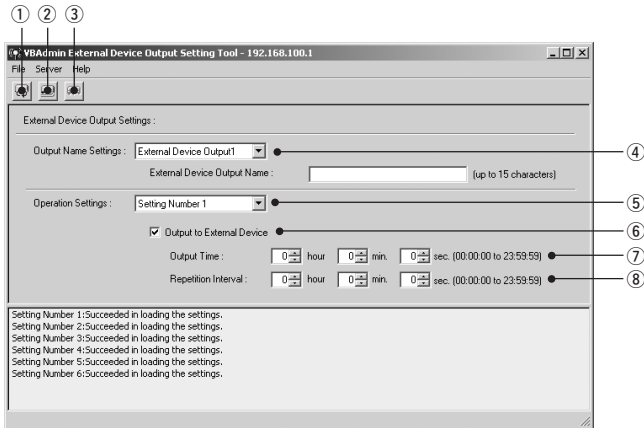 ① ② ③
VBAdmin External Device Output Setting Tool - 192.168.100.1
File Server Help
External Device Output Settings :
Output Name Settings : External Device Output1 ④
External Device Output Name : (up to 15 characters)
Operation Settings : Setting Number 1 ⑤
Output to External Device ⑥
Output Time : 0 hour 0 min. 0 sec. (00:00:00 to 23:59:59) ⑦
Repetition Interval : 0 hour 0 min. 0 sec. (00:00:00 to 23:59:59) ⑧
Setting Number 1:Succeeded in loading the settings.
Setting Number 2:Succeeded in loading the settings.
Setting Number 3:Succeeded in loading the settings.
Setting Number 4:Succeeded in loading the settings.
Setting Number 5:Succeeded in loading the settings.
Setting Number 6:Succeeded in loading the settings.